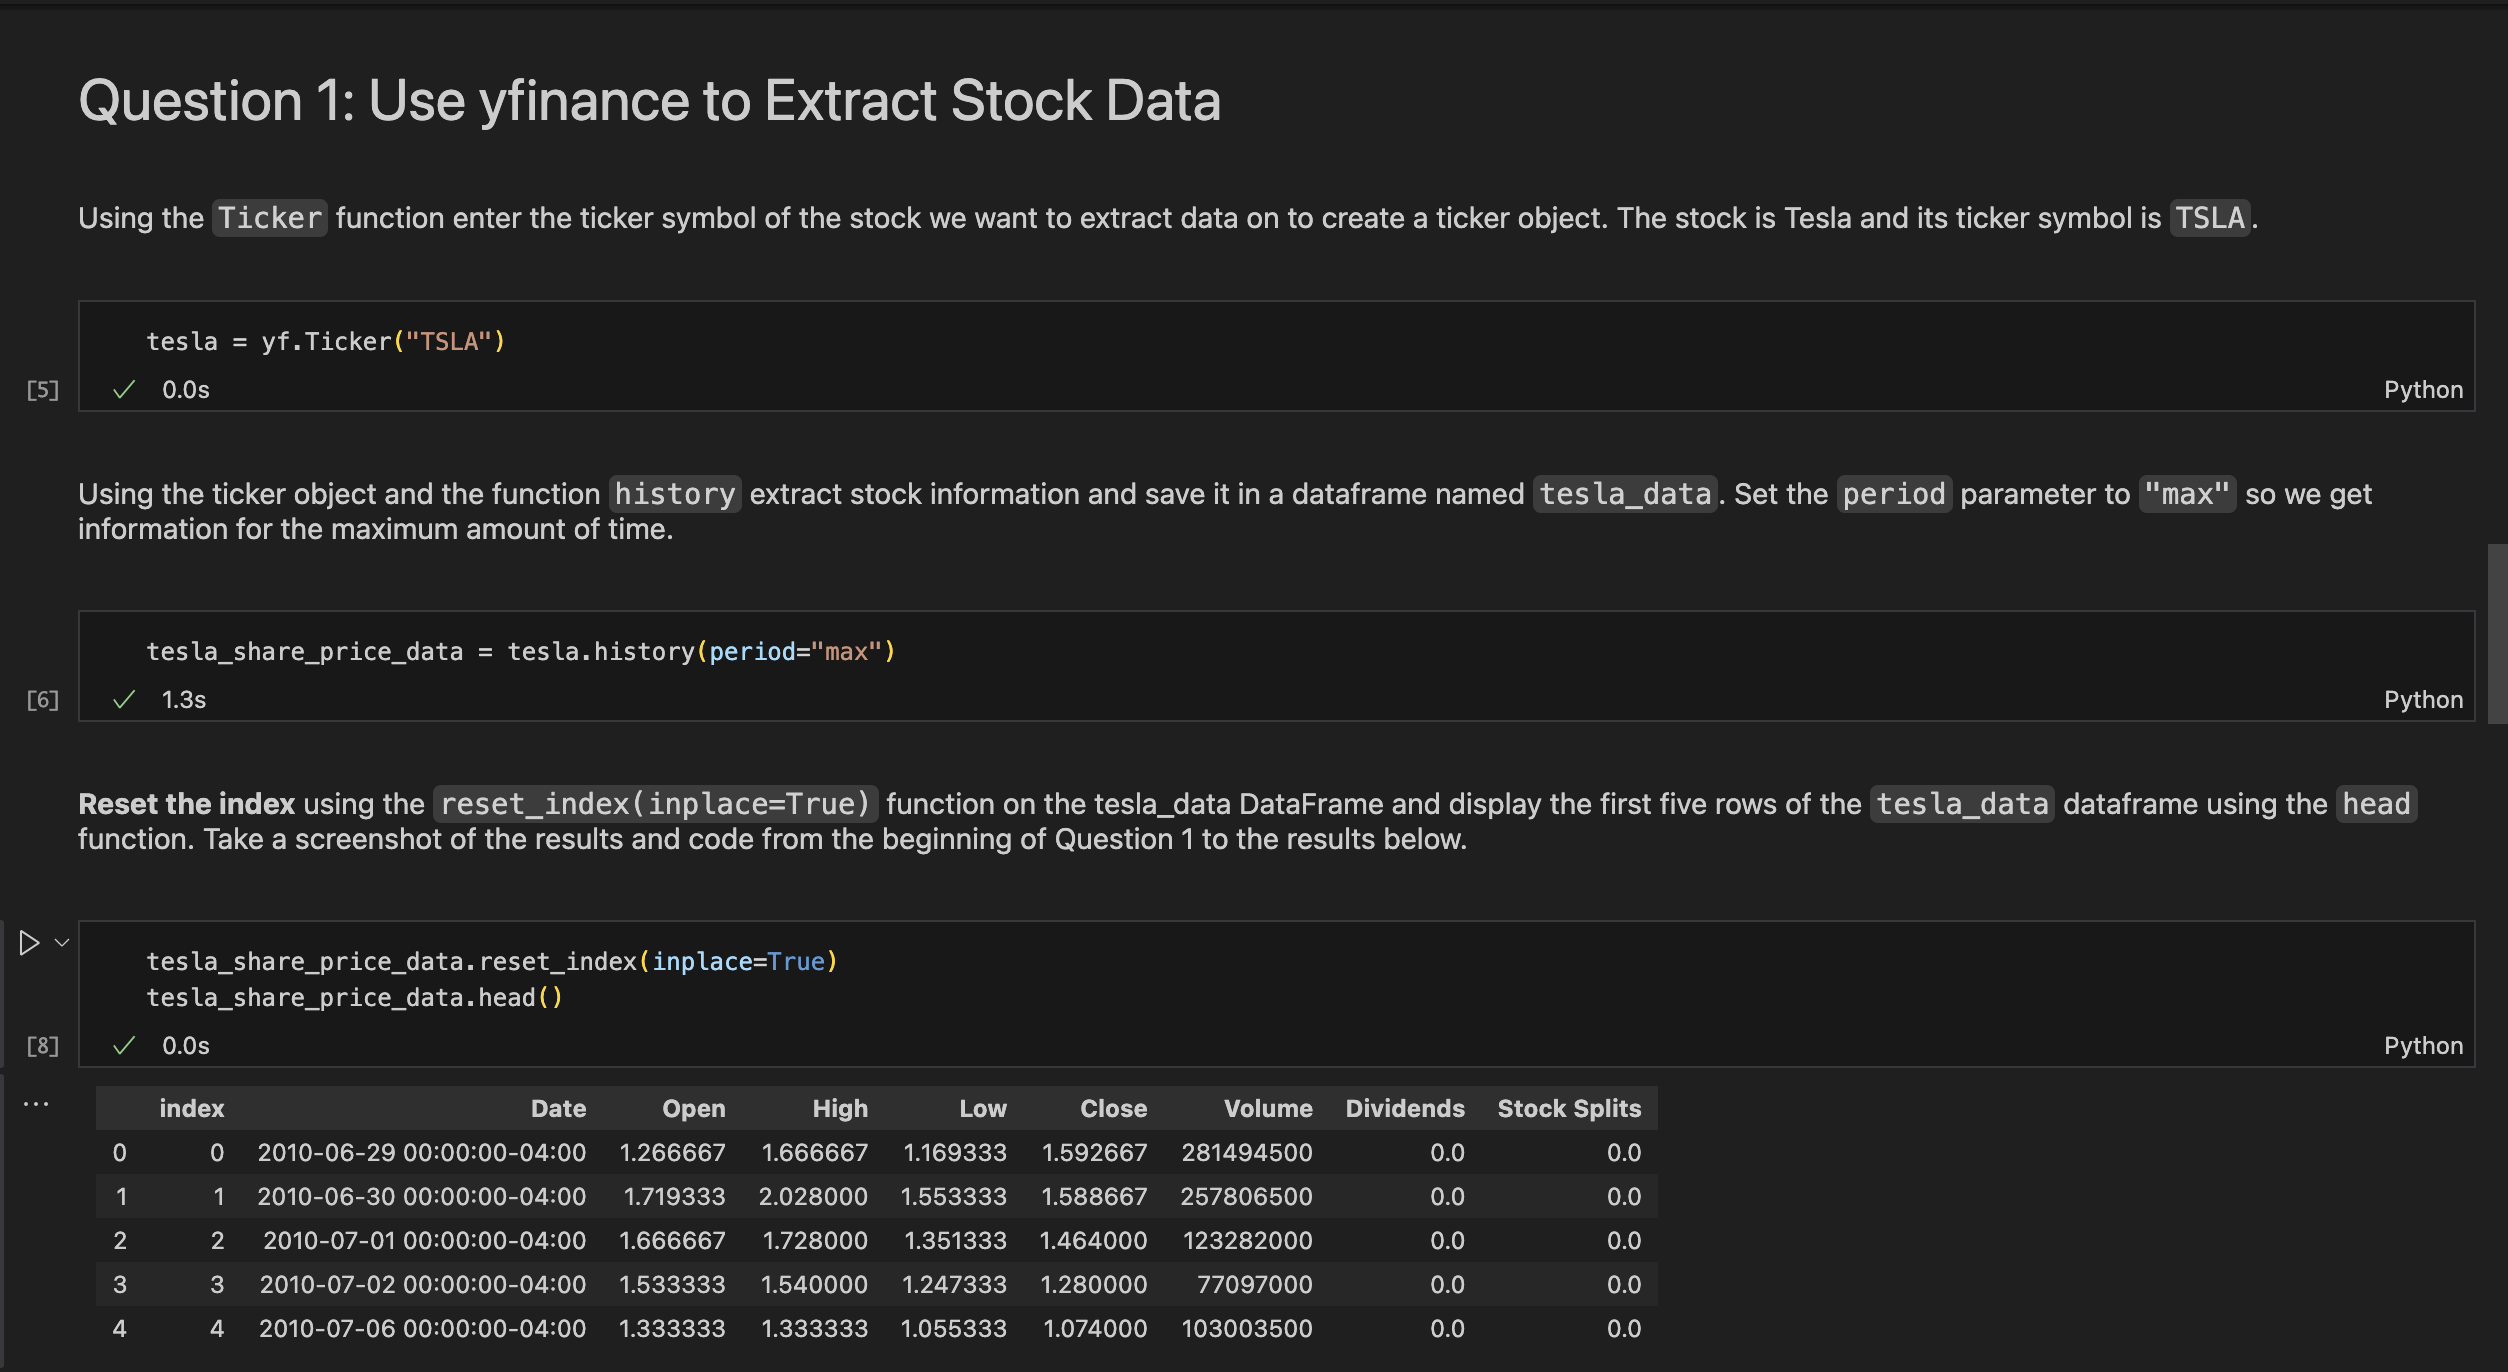 Question 1: Use yfinance to Extract Stock Data
Using the Ticker function enter the ticker symbol of the stock we want to extract data on to create a ticker object. The stock is Tesla and its ticker symbol is TSLA.
tesla = yf.Ticker("TSLA")
[5] 0.0s Python
Using the ticker object and the function history extract stock information and save it in a dataframe named tesla_data. Set the period parameter to "max" so we get
information for the maximum amount of time.
tesla_share_price_data = tesla.history(period="max")
[6] 1.3s Python
Reset the index using the reset_index(inplace=True) function on the tesla_data DataFrame and display the first five rows of the tesla_data dataframe using the head
function. Take a screenshot of the results and code from the beginning of Question 1 to the results below.
tesla_share_price_data.reset_index(inplace=True)
tesla_share_price_data.head()
[8] 0.0s Python
... index Date Open High Low Close Volume Dividends Stock Splits
0 0 2010-06-29 00:00:00-04:00 1.266667 1.666667 1.169333 1.592667 281494500 0.0 0.0
1 1 2010-06-30 00:00:00-04:00 1.719333 2.028000 1.553333 1.588667 257806500 0.0 0.0
2 2 2010-07-01 00:00:00-04:00 1.666667 1.728000 1.351333 1.464000 123282000 0.0 0.0
3 3 2010-07-02 00:00:00-04:00 1.533333 1.540000 1.247333 1.280000 77097000 0.0 0.0
4 4 2010-07-06 00:00:00-04:00 1.333333 1.333333 1.055333 1.074000 103003500 0.0 0.0